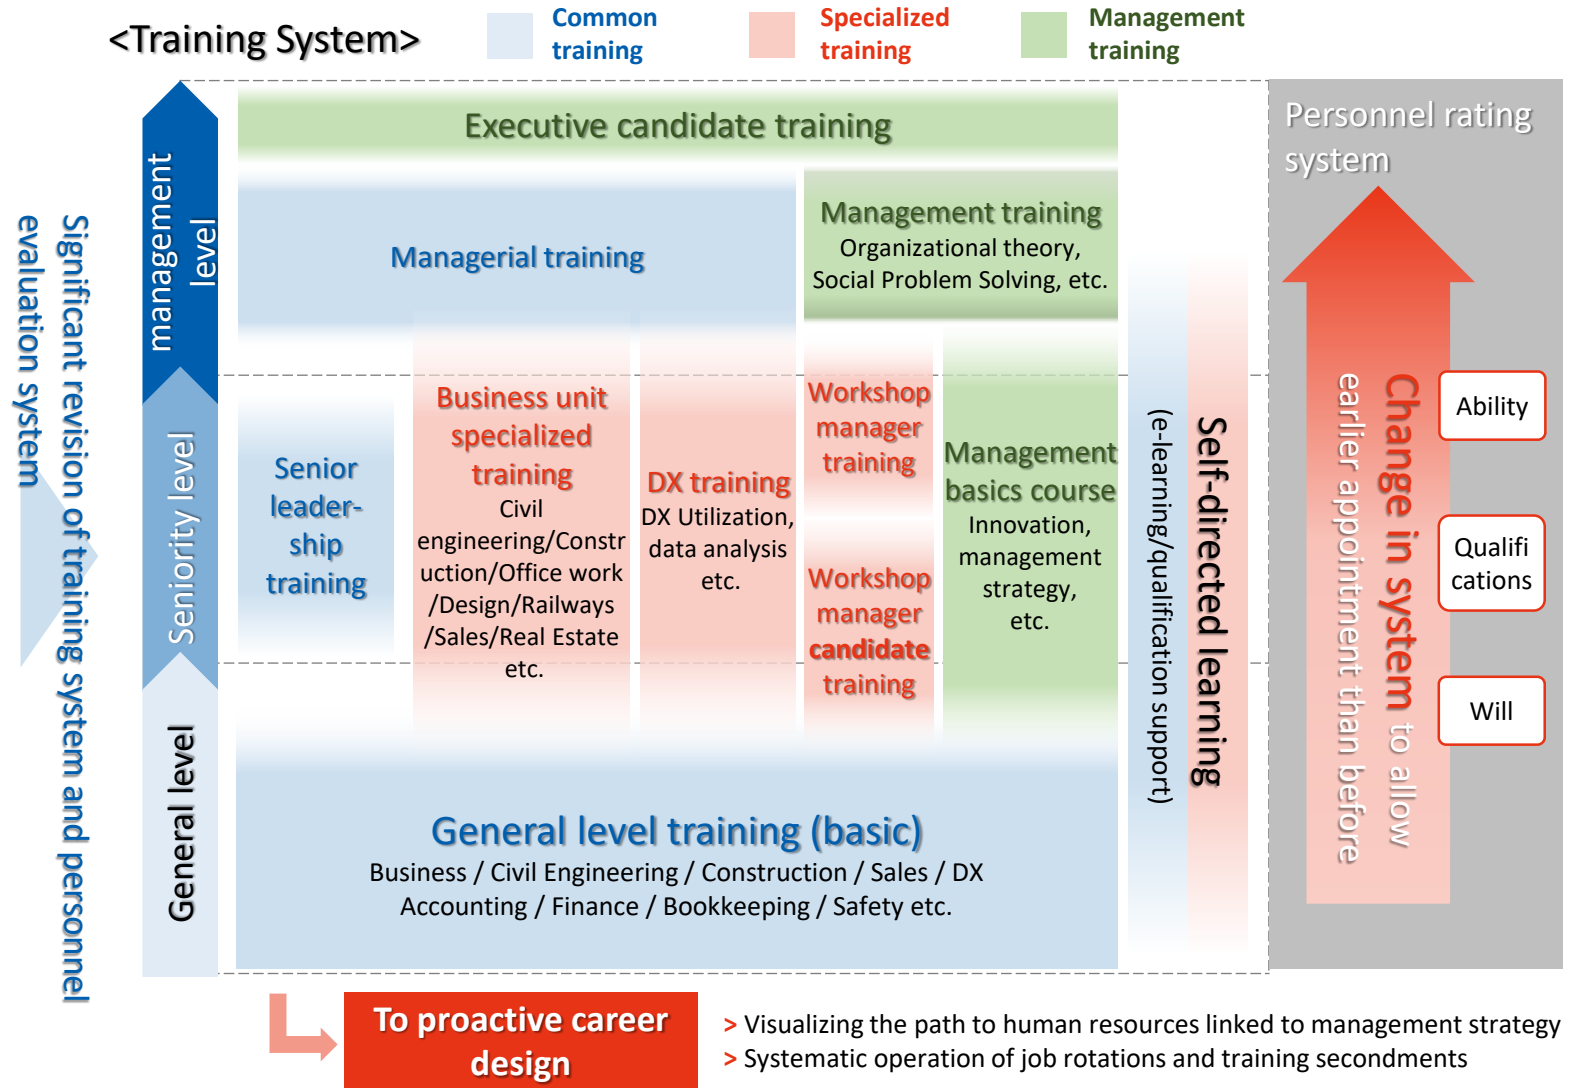 <Training System>
Common
training
Specialized
training
Management
training
Significant revision of training system and personnel
evaluation system
management
level
Seniority level
General level
Executive candidate training
Managerial training
Management training
Organizational theory,
Social Problem Solving, etc.
Senior
leader-
ship
training
Business unit
specialized
training
Civil
engineering/Constr
uction/Office work
/Design/Railways
/Sales/Real Estate
etc.
DX training
DX Utilization,
data analysis
etc.
Workshop
manager
training
Workshop
manager
candidate
training
Management
basics course
Innovation,
management
strategy,
etc.
General level training (basic)
Business / Civil Engineering / Construction / Sales / DX
Accounting / Finance / Bookkeeping / Safety etc.
Self-directed learning
(e-learning/qualification support)
Personnel rating
system
Change in system to allow
earlier appointment than before
Ability
Qualifi
cations
Will
To proactive career
design
> Visualizing the path to human resources linked to management strategy
> Systematic operation of job rotations and training secondments